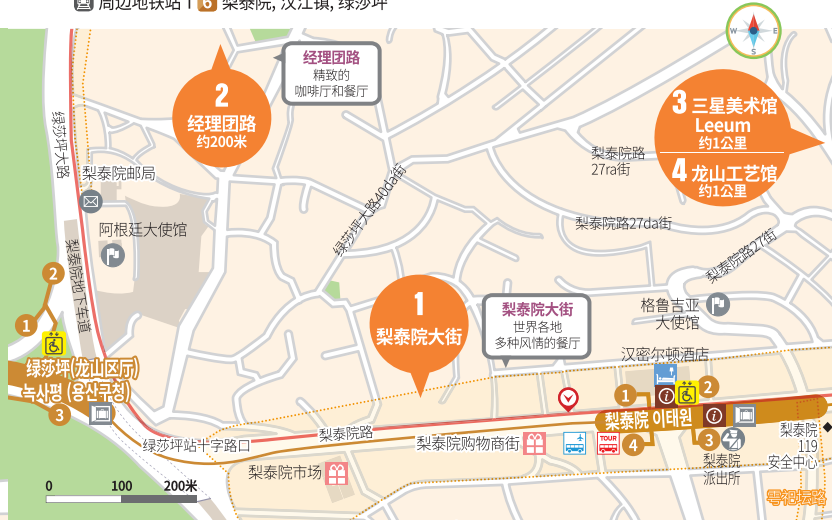 周边地铁站 | 6 梨泰院, 汉江镇, 绿莎坪
W E
S
经理团路
精致的
咖啡厅和餐厅
2
经理团路
约200米
3 三星美术馆
Leeum
约1公里
4 龙山工艺馆
约1公里
梨泰院路
27ra街
绿莎坪大路
梨泰院邮局
绿莎坪大路40da街
阿根廷大使馆
梨泰院路27da街
梨泰院路27街
梨泰院地下车道
2
1
1
梨泰院大街
梨泰院大街
世界各地
多种风情的餐厅
格鲁吉亚
大使馆
汉密尔顿酒店
绿莎坪(龙山区厅)
녹사평 (용산구청)
3
1
2
梨泰院 이태원
绿莎坪站十字路口
梨泰院路
梨泰院购物商街
TOUR
4
3
梨泰院
派出所
梨泰院
119
安全中心
梨泰院市场
0 100 200米